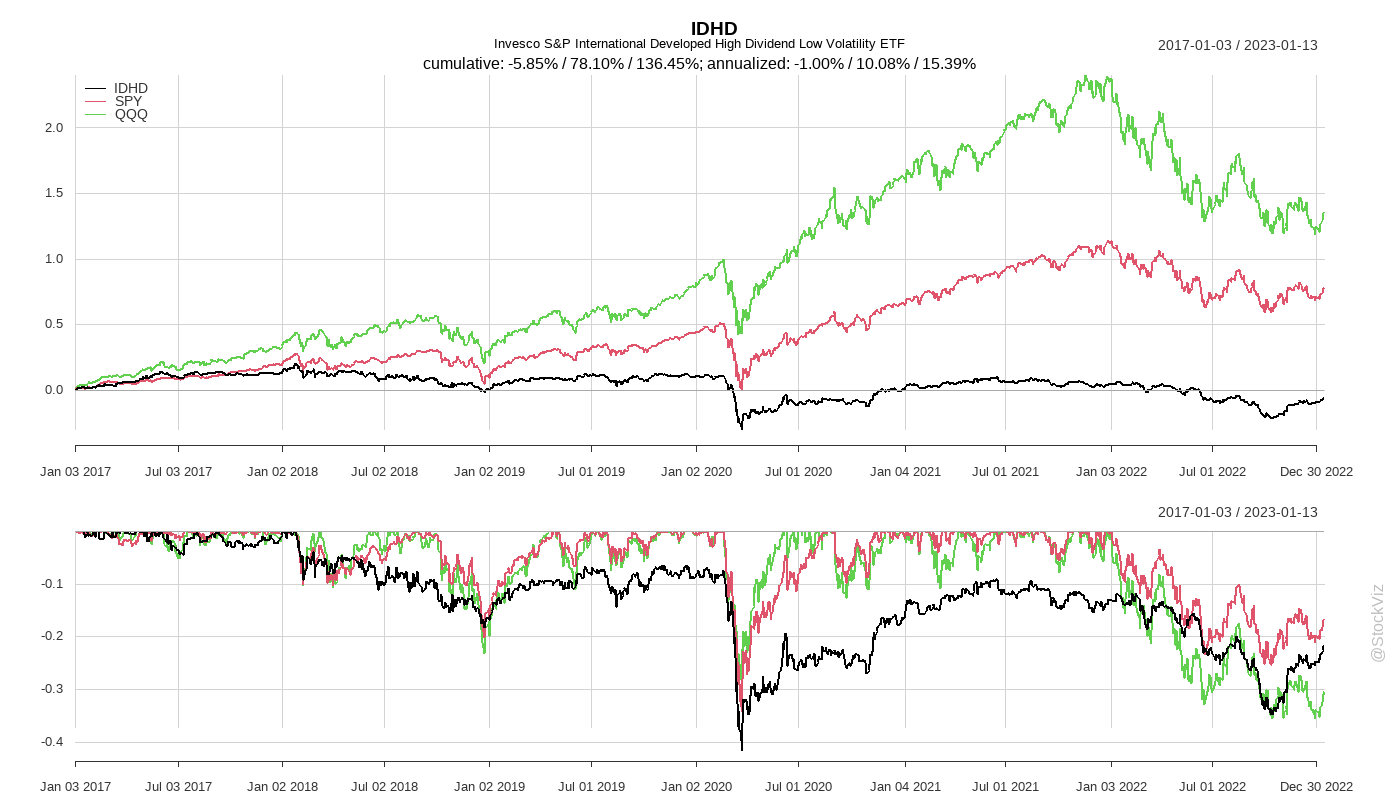 IDHD
Invesco S&P International Developed High Dividend Low Volatility ETF
2017-01-03 / 2023-01-13
cumulative: -5.85% / 78.10% / 136.45%; annualized: -1.00% / 10.08% / 15.39%
IDHD
SPY
QQQ
2.0
1.5
1.0
0.5
0.0
Jan 03 2017 Jul 03 2017 Jan 02 2018 Jul 02 2018 Jan 02 2019 Jul 01 2019 Jan 02 2020 Jul 01 2020 Jan 04 2021 Jul 01 2021 Jan 03 2022 Jul 01 2022 Dec 30 2022
2017-01-03 / 2023-01-13
-0.1
-0.2
-0.3
-0.4
Jan 03 2017 Jul 03 2017 Jan 02 2018 Jul 02 2018 Jan 02 2019 Jul 01 2019 Jan 02 2020 Jul 01 2020 Jan 04 2021 Jul 01 2021 Jan 03 2022 Jul 01 2022 Dec 30 2022
@StockViz